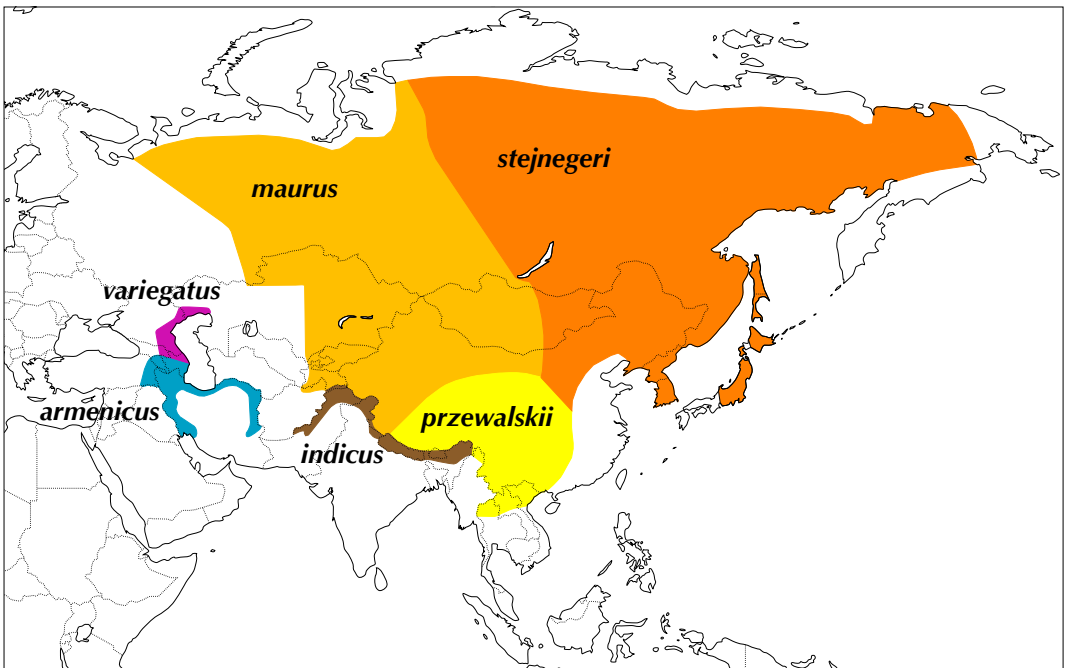 stejnegeri
maurus
variegatus
armenicus
przewalskii
indicus